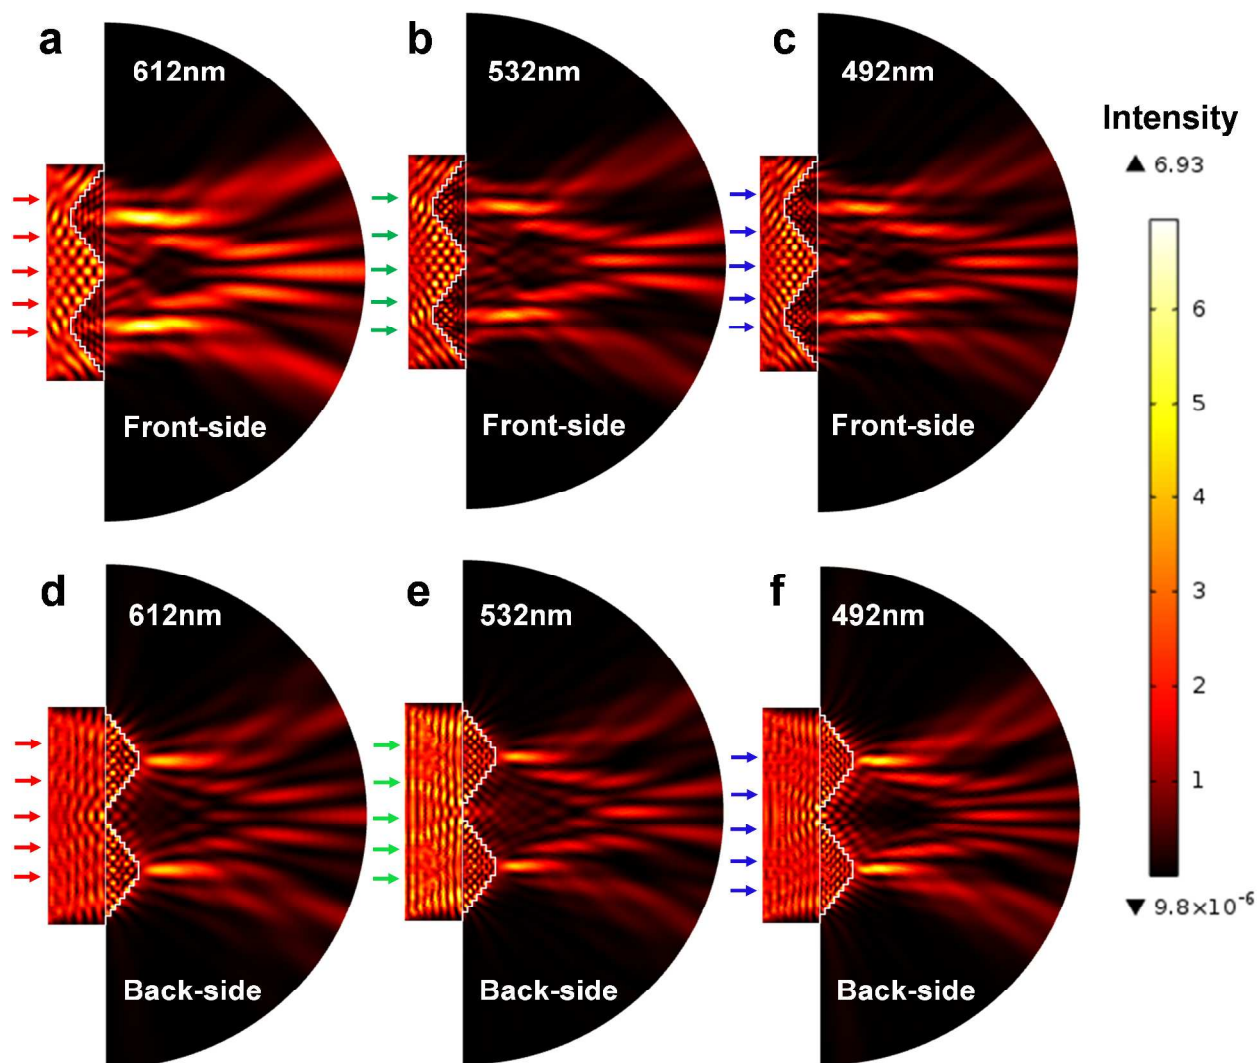 a
612nm
Front-side
b
532nm
Front-side
c
492nm
Front-side
Intensity
▲ 6.93
6
5
4
3
2
1
▼ 9.8×10⁻⁶
d
612nm
Back-side
e
532nm
Back-side
f
492nm
Back-side